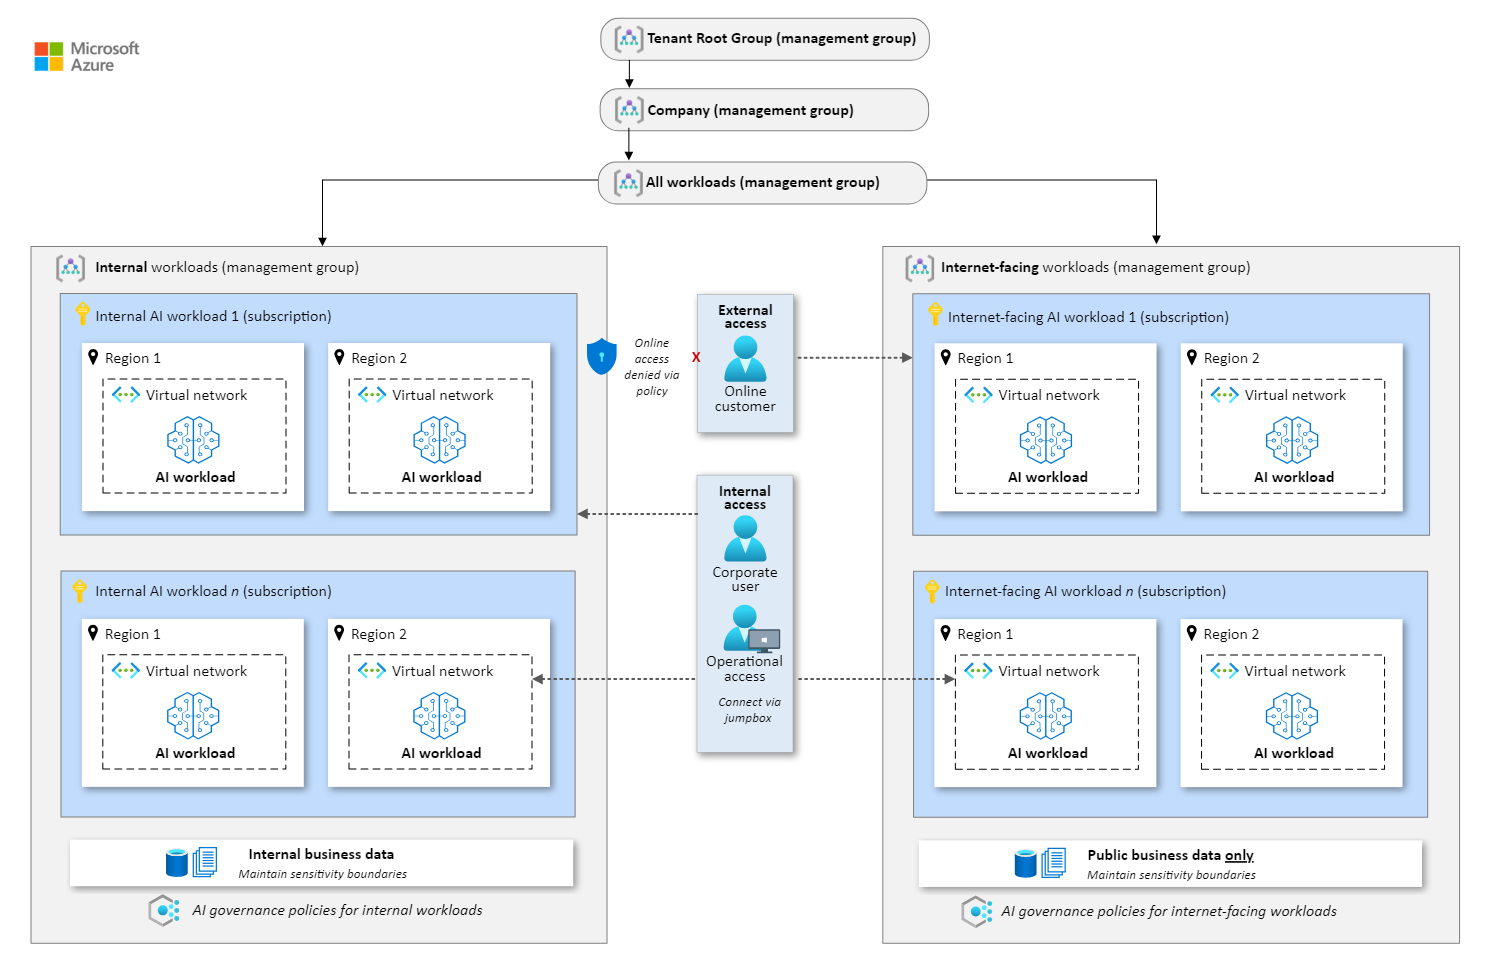 Microsoft
Azure
Tenant Root Group (management group)
Company (management group)
All workloads (management group)
Internal workloads (management group)
Internal AI workload 1 (subscription)
Region 1
Virtual network
AI workload
Region 2
Virtual network
AI workload
Internal AI workload n (subscription)
Region 1
Virtual network
AI workload
Region 2
Virtual network
AI workload
Internal business data
Maintain sensitivity boundaries
AI governance policies for internal workloads
Online
access
denied via
policy
X
External
access
Online
customer
Internal
access
Corporate
user
Operational
access
Connect via
jumpbox
Internet-facing workloads (management group)
Internet-facing AI workload 1 (subscription)
Region 1
Virtual network
AI workload
Region 2
Virtual network
AI workload
Internet-facing AI workload n (subscription)
Region 1
Virtual network
AI workload
Region 2
Virtual network
AI workload
Public business data only
Maintain sensitivity boundaries
AI governance policies for internet-facing workloads